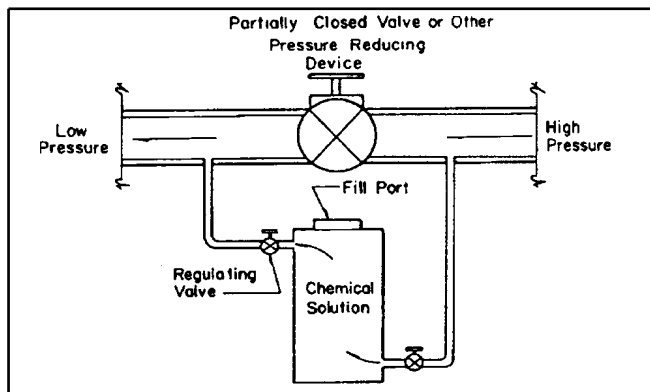 Partially Closed Valve or Other
Pressure Reducing
Device
Low
Pressure
High
Pressure
Fill Port
Regulating
Valve
Chemical
Solution